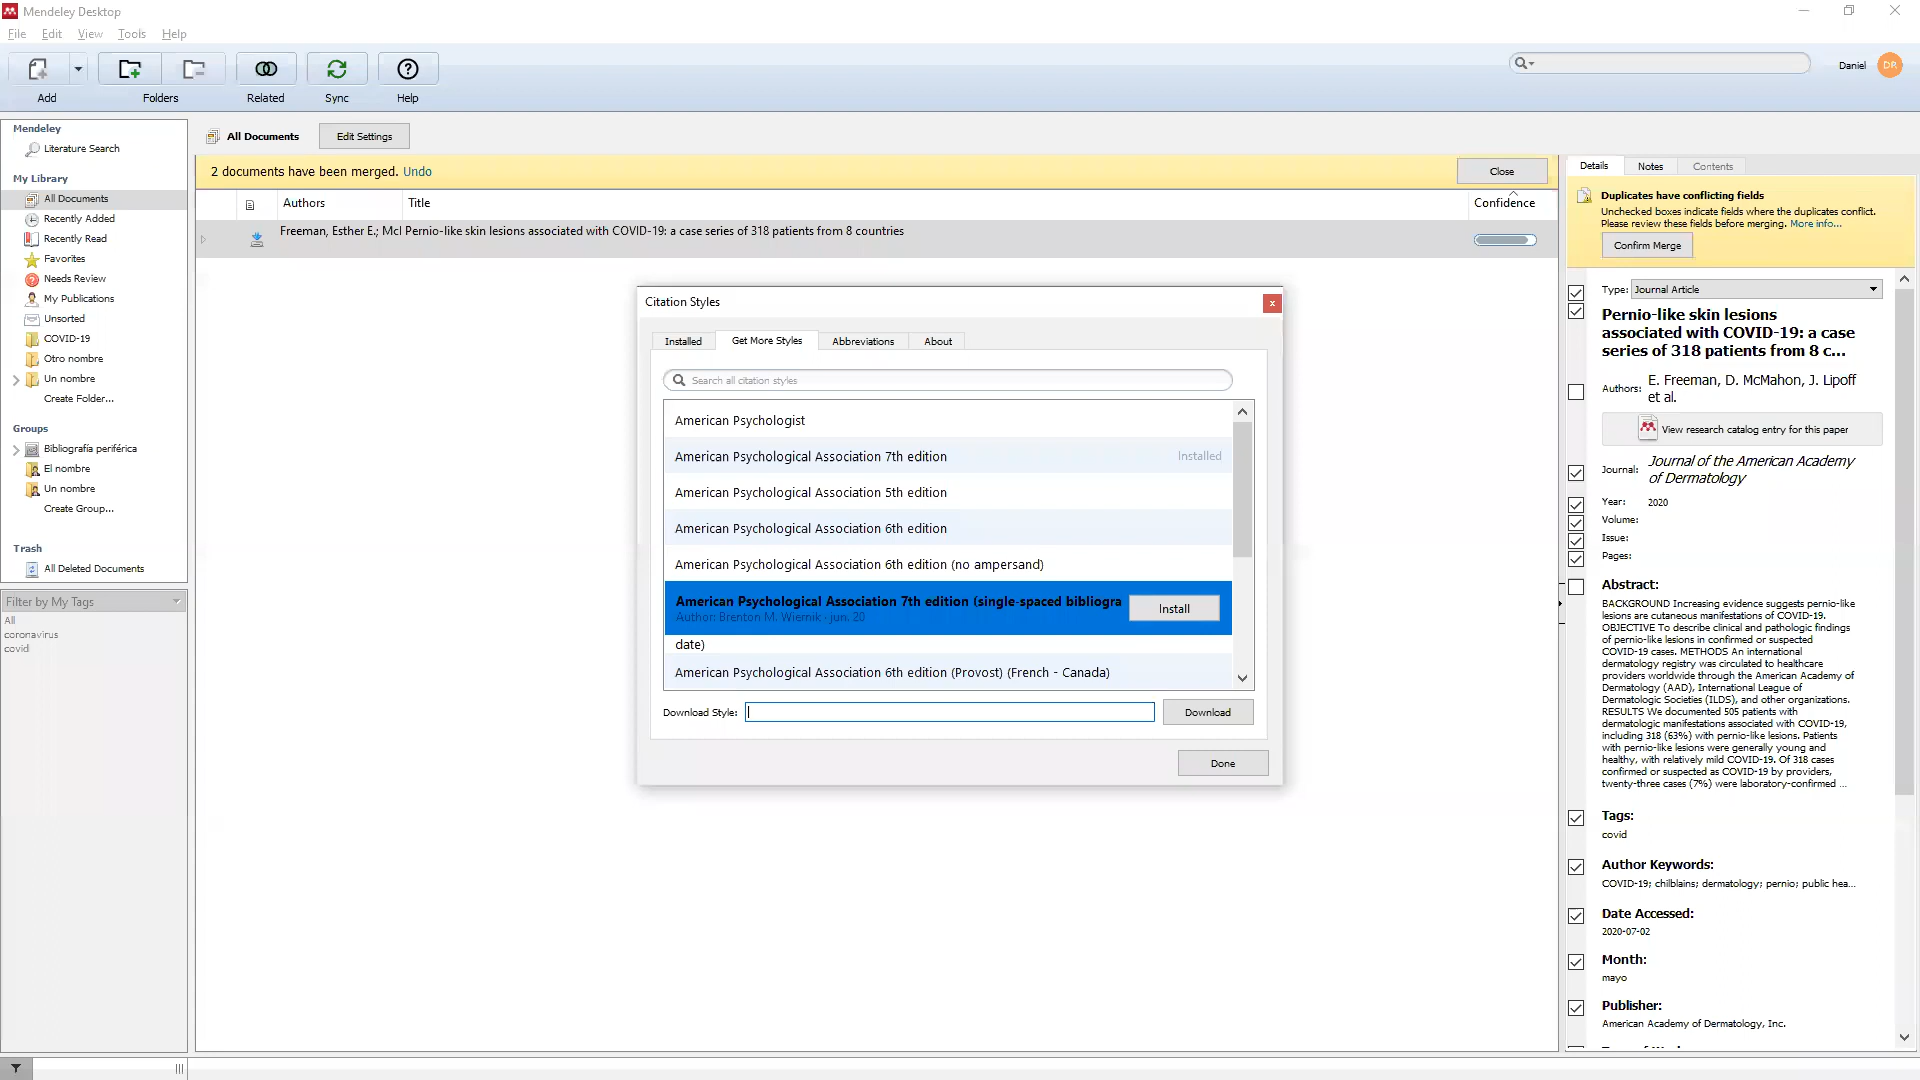 Mendeley Desktop
File Edit View Tools Help
Add Folders Related Sync Help
Daniel DR
Mendeley
Literature Search
My Library
All Documents
Recently Added
Recently Read
Favorites
Needs Review
My Publications
Unsorted
COVID-19
Otro nombre
Un nombre
Create Folder...
Groups
Bibliografía periférica
El nombre
Un nombre
Create Group...
Trash
All Deleted Documents
Filter by My Tags
All
coronavirus
covid
All Documents Edit Settings
2 documents have been merged. Undo Close
Authors Title Confidence
Freeman, Esther E.; McI Pernio-like skin lesions associated with COVID-19: a case series of 318 patients from 8 countries
Citation Styles x
Installed Get More Styles Abbreviations About
Search all citation styles
American Psychologist
American Psychological Association 7th edition Installed
American Psychological Association 5th edition
American Psychological Association 6th edition
American Psychological Association 6th edition (no ampersand)
American Psychological Association 7th edition (single-spaced bibliogra Install
Author: Brenton M. Wiernik - jun. 20
date)
American Psychological Association 6th edition (Provost) (French - Canada)
Download Style: Download
Done
Details Notes Contents
Duplicates have conflicting fields
Unchecked boxes indicate fields where the duplicates conflict.
Please review these fields before merging. More info...
Confirm Merge
Type: Journal Article
Pernio-like skin lesions
associated with COVID-19: a case
series of 318 patients from 8 c...
Authors: E. Freeman, D. McMahon, J. Lipoff
et al.
View research catalog entry for this paper
Journal: Journal of the American Academy
of Dermatology
Year: 2020
Volume:
Issue:
Pages:
Abstract:
BACKGROUND Increasing evidence suggests pernio-like
lesions are cutaneous manifestations of COVID-19.
OBJECTIVE To describe clinical and pathologic findings
of pernio-like lesions in confirmed or suspected
COVID-19 cases. METHODS An international
dermatology registry was circulated to healthcare
providers worldwide through the American Academy of
Dermatology (AAD), International League of
Dermatologic Societies (ILDS), and other organizations.
RESULTS We documented 505 patients with
dermatologic manifestations associated with COVID-19,
including 318 (63%) with pernio-like lesions. Patients
with pernio-like lesions were generally young and
healthy, with relatively mild COVID-19. Of 318 cases
confirmed or suspected as COVID-19 by providers,
twenty-three cases (7%) were laboratory-confirmed ...
Tags:
covid
Author Keywords:
COVID-19; chilblains; dermatology; pernio; public hea...
Date Accessed:
2020-07-02
Month:
mayo
Publisher:
American Academy of Dermatology, Inc.